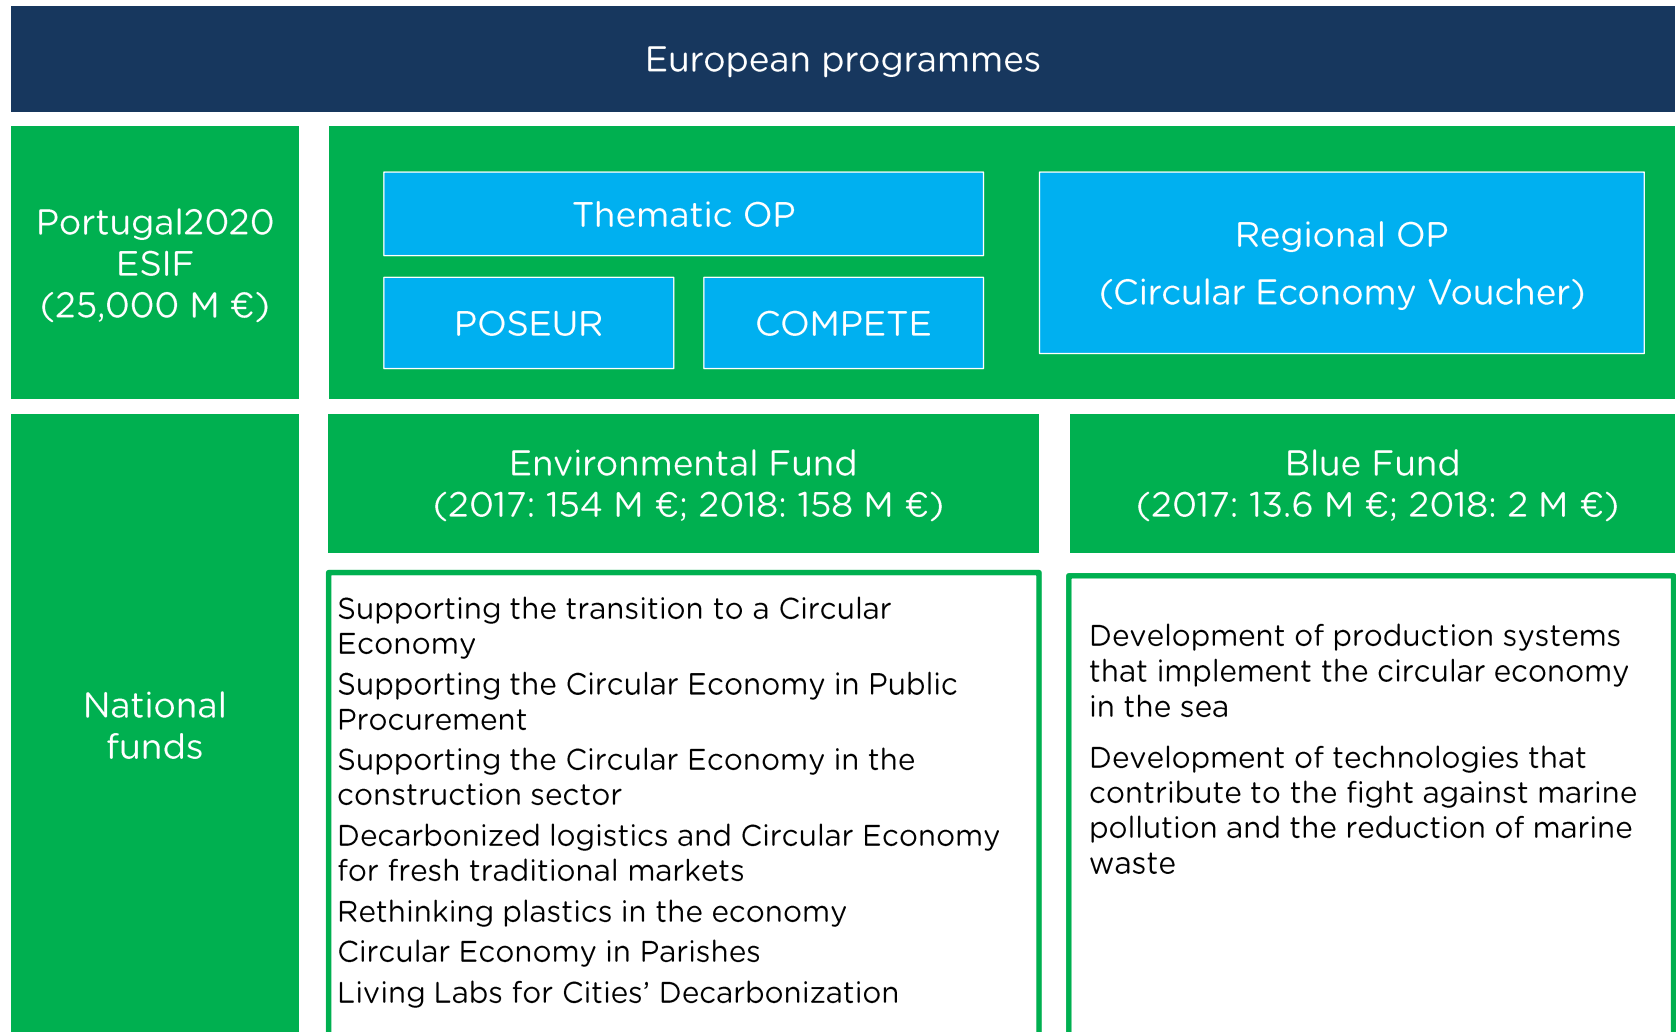 European programmes
Portugal2020
ESIF
(25,000 M €)
Thematic OP
POSEUR
COMPETE
Regional OP
(Circular Economy Voucher)
National
funds
Environmental Fund
(2017: 154 M €; 2018: 158 M €)
Supporting the transition to a Circular
Economy
Supporting the Circular Economy in Public
Procurement
Supporting the Circular Economy in the
construction sector
Decarbonized logistics and Circular Economy
for fresh traditional markets
Rethinking plastics in the economy
Circular Economy in Parishes
Living Labs for Cities’ Decarbonization
Blue Fund
(2017: 13.6 M €; 2018: 2 M €)
Development of production systems
that implement the circular economy
in the sea
Development of technologies that
contribute to the fight against marine
pollution and the reduction of marine
waste